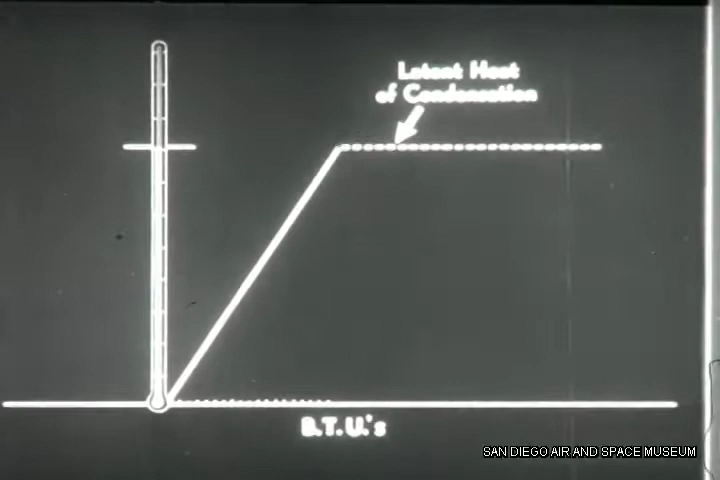 Latent Heat
of Condensation
B.T.U.'s
SAN DIEGO AIR AND SPACE MUSEUM